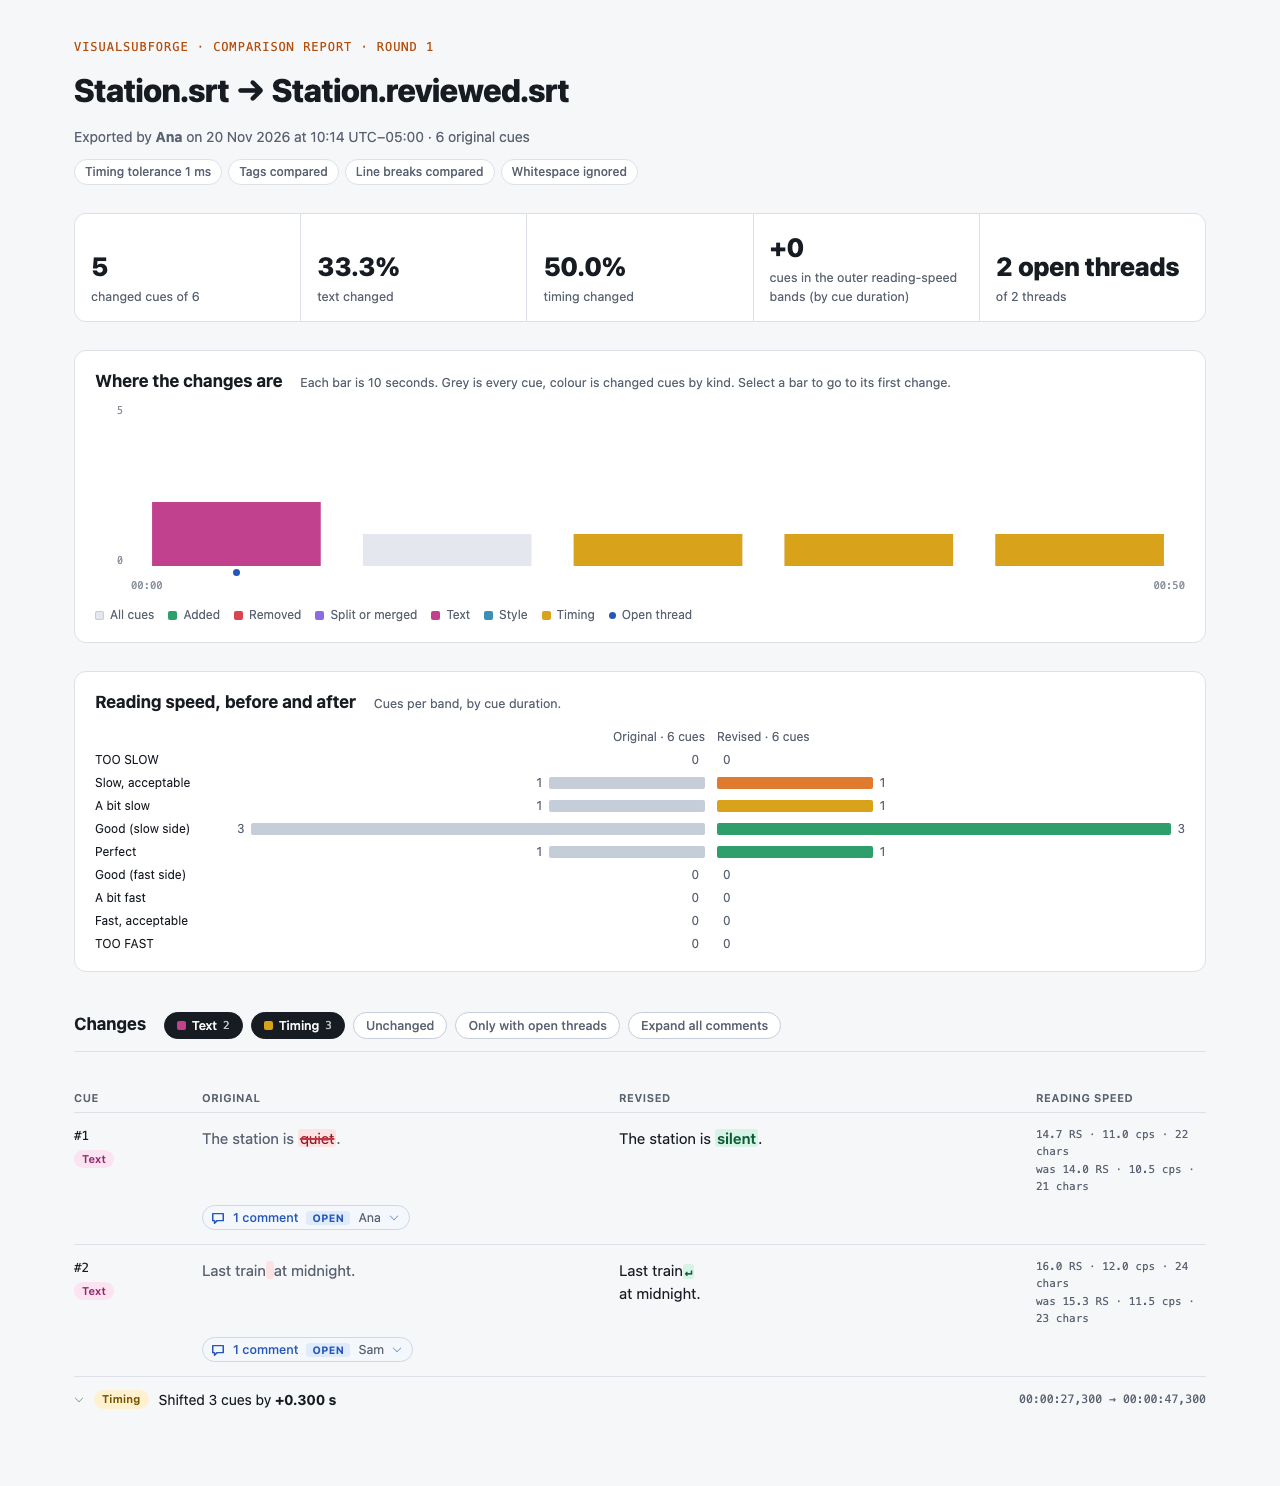 VISUALSUBFORGE · COMPARISON REPORT · ROUND 1
Station.srt → Station.reviewed.srt
Exported by Ana on 20 Nov 2026 at 10:14 UTC−05:00 · 6 original cues
Timing tolerance 1 ms
Tags compared
Line breaks compared
Whitespace ignored
5
changed cues of 6
33.3%
text changed
50.0%
timing changed
+0
cues in the outer reading-speed
bands (by cue duration)
2 open threads
of 2 threads
Where the changes are
Each bar is 10 seconds. Grey is every cue, colour is changed cues by kind. Select a bar to go to its first change.
5
0
00:00
00:50
All cues
Added
Removed
Split or merged
Text
Style
Timing
Open thread
Reading speed, before and after
Cues per band, by cue duration.
Original · 6 cues
Revised · 6 cues
TOO SLOW 0 0
Slow, acceptable 1 1
A bit slow 1 1
Good (slow side) 3 3
Perfect 1 1
Good (fast side) 0 0
A bit fast 0 0
Fast, acceptable 0 0
TOO FAST 0 0
Changes
Text 2
Timing 3
Unchanged
Only with open threads
Expand all comments
CUE
ORIGINAL
REVISED
READING SPEED
#1
Text
The station is quiet.
The station is silent.
14.7 RS · 11.0 cps · 22
chars
was 14.0 RS · 10.5 cps ·
21 chars
1 comment OPEN Ana
#2
Text
Last train at midnight.
Last train↵
at midnight.
16.0 RS · 12.0 cps · 24
chars
was 15.3 RS · 11.5 cps ·
23 chars
1 comment OPEN Sam
Timing Shifted 3 cues by +0.300 s
00:00:27,300 → 00:00:47,300